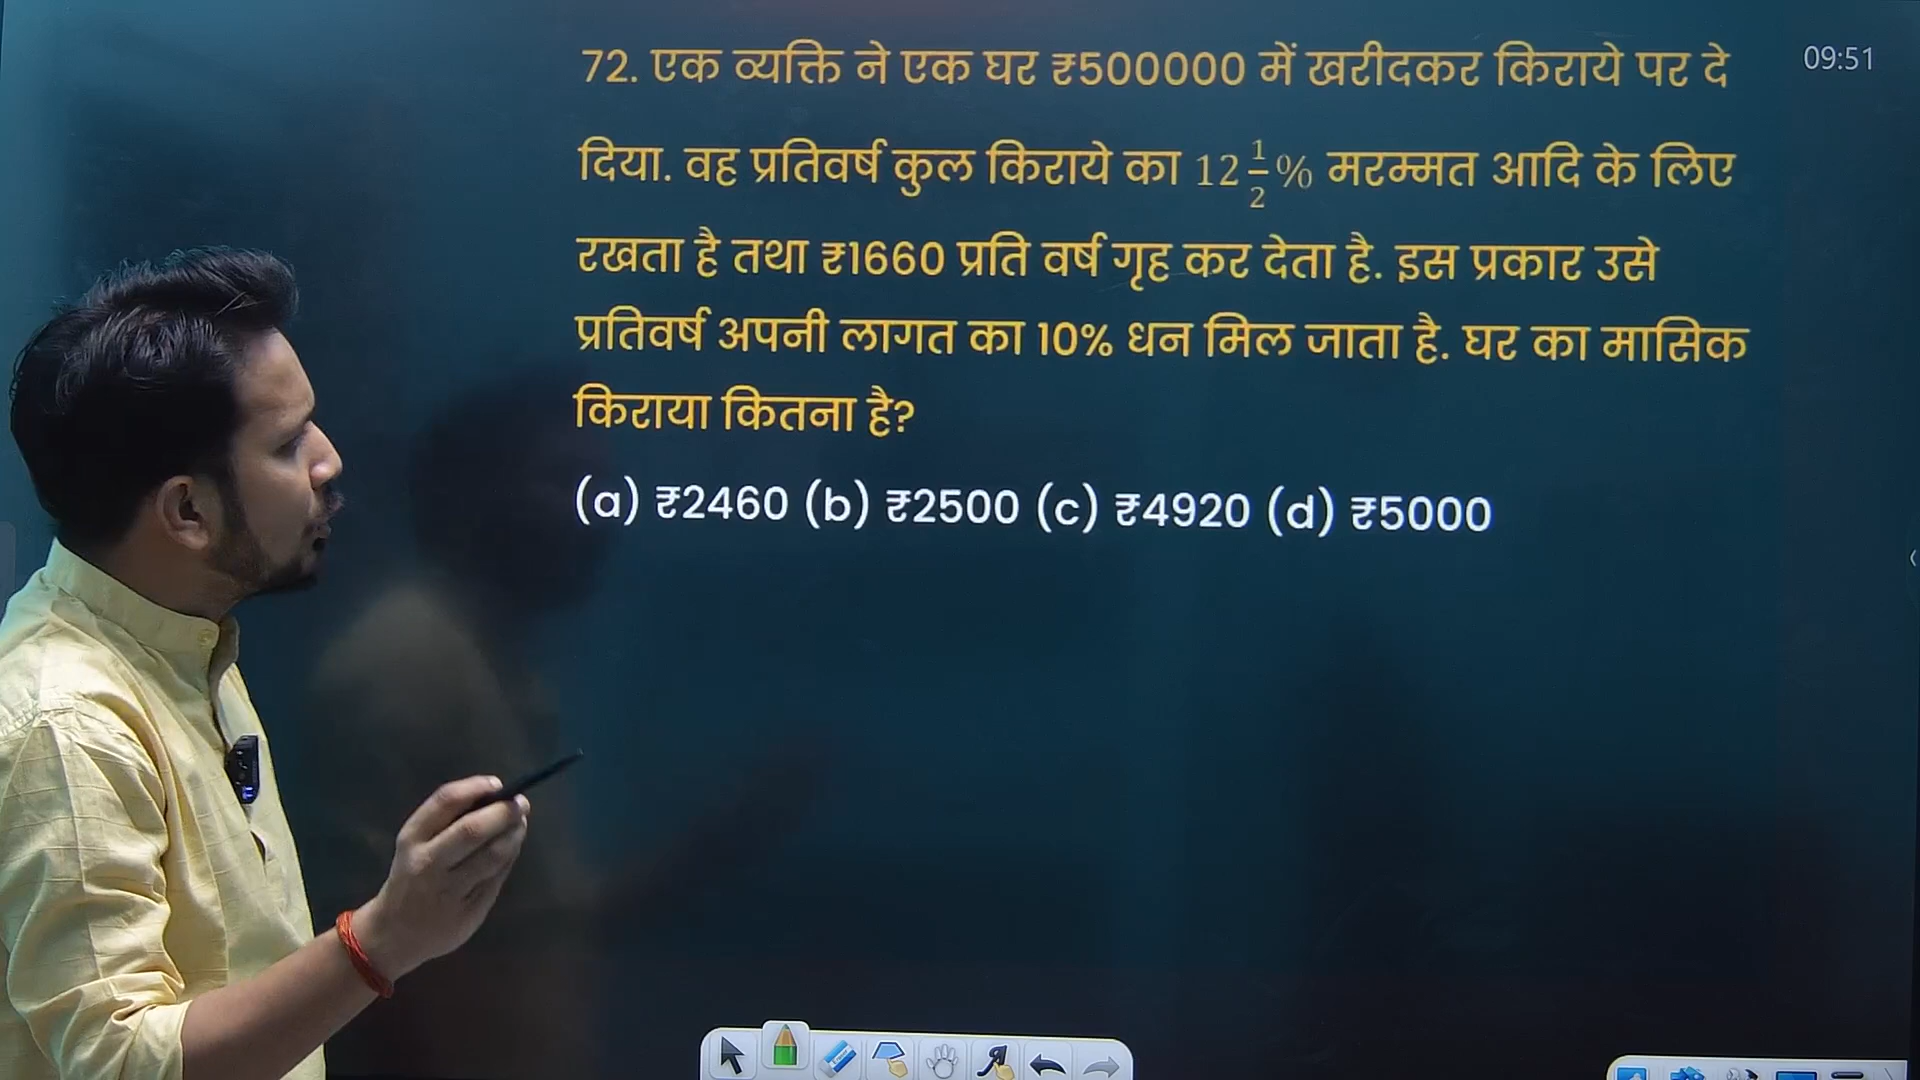 72. एक व्यक्ति ने एक घर ₹500000 में खरीदकर किराये पर दे
09:51
दिया. वह प्रतिवर्ष कुल किराये का 12 1/2% मरम्मत आदि के लिए
रखता है तथा ₹1660 प्रति वर्ष गृह कर देता है. इस प्रकार उसे
प्रतिवर्ष अपनी लागत का 10% धन मिल जाता है. घर का मासिक
किराया कितना है?
(a) ₹2460 (b) ₹2500 (c) ₹4920 (d) ₹5000